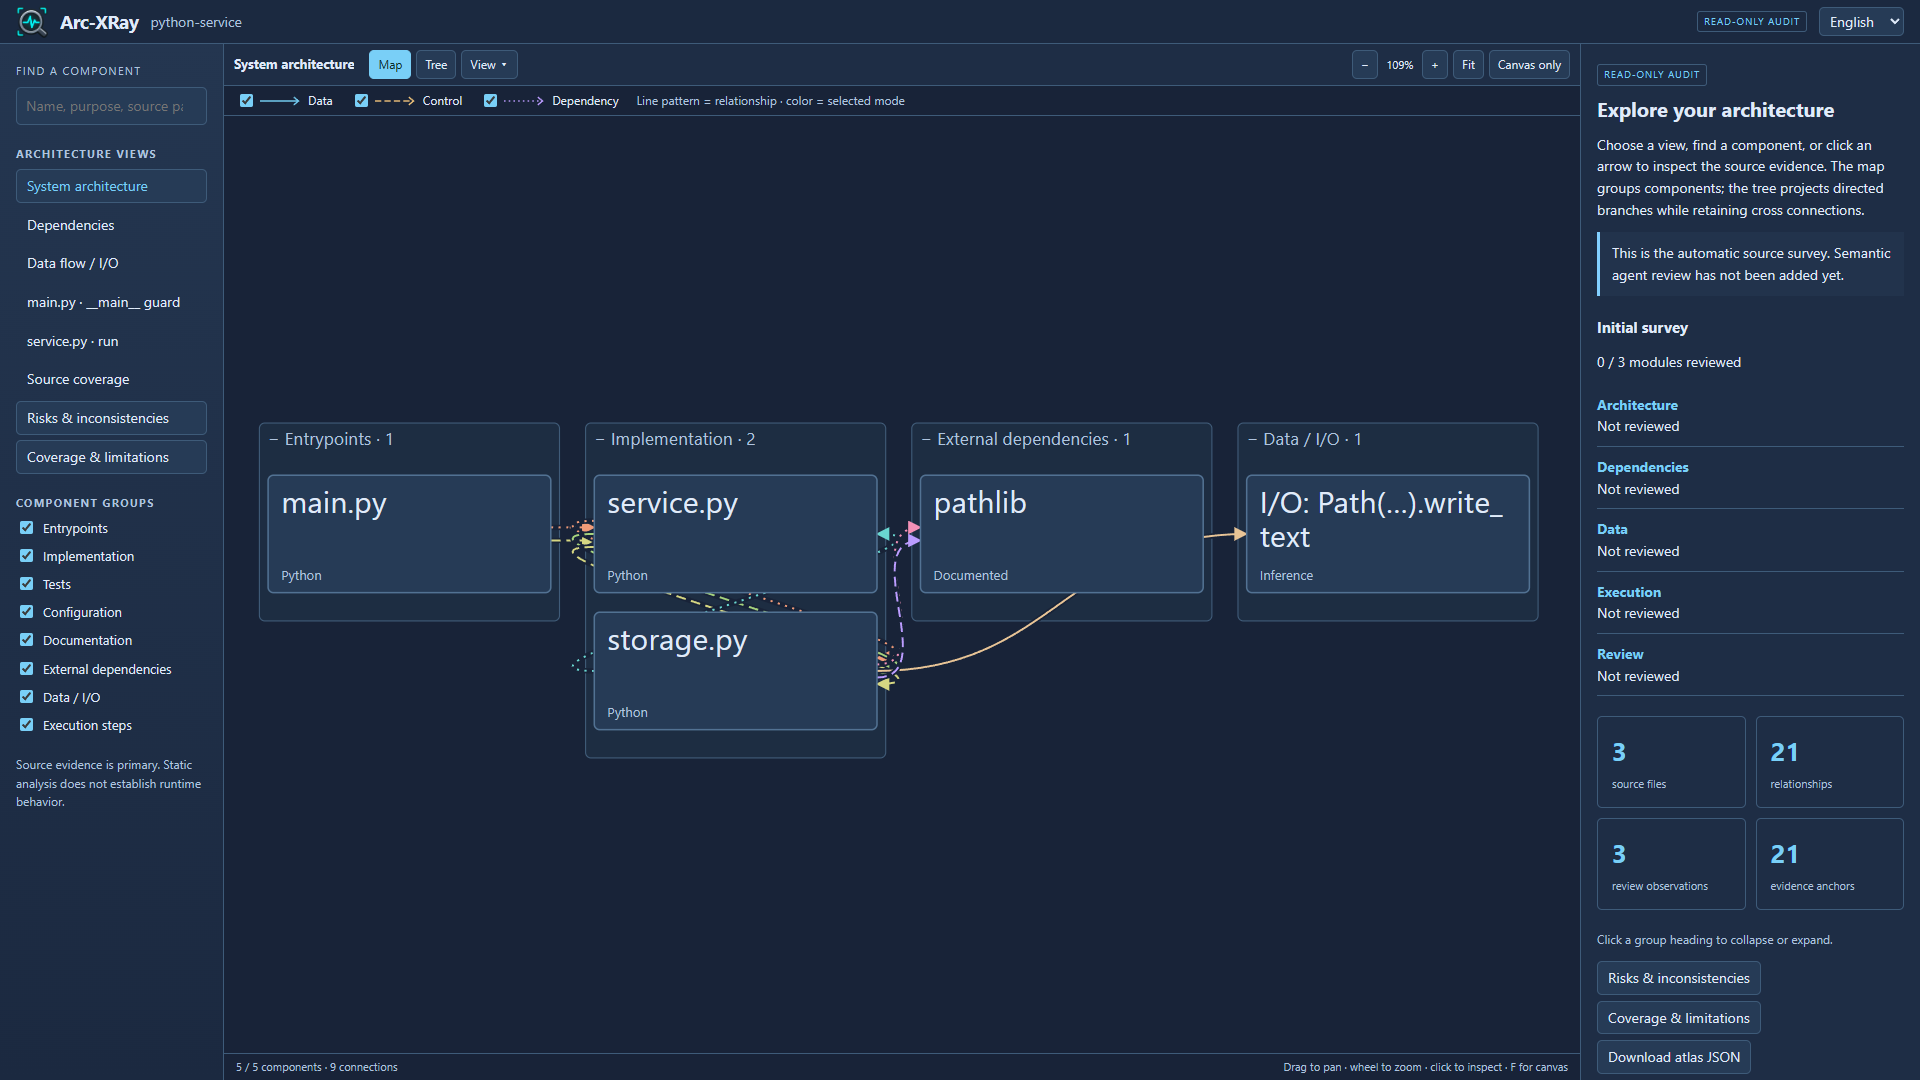 Arc-XRay python-service
READ-ONLY AUDIT
English
FIND A COMPONENT
Name, purpose, source pa
ARCHITECTURE VIEWS
System architecture
Dependencies
Data flow / I/O
main.py · __main__ guard
service.py · run
Source coverage
Risks & inconsistencies
Coverage & limitations
COMPONENT GROUPS
Entrypoints
Implementation
Tests
Configuration
Documentation
External dependencies
Data / I/O
Execution steps
Source evidence is primary. Static
analysis does not establish runtime
behavior.
System architecture Map Tree View
− 109% + Fit Canvas only
Data Control Dependency Line pattern = relationship · color = selected mode
− Entrypoints · 1
main.py
Python
− Implementation · 2
service.py
Python
storage.py
Python
− External dependencies · 1
pathlib
Documented
− Data / I/O · 1
I/O: Path(...).write_
text
Inference
5 / 5 components · 9 connections
Drag to pan · wheel to zoom · click to inspect · F for canvas
READ-ONLY AUDIT
Explore your architecture
Choose a view, find a component, or click an
arrow to inspect the source evidence. The map
groups components; the tree projects directed
branches while retaining cross connections.
This is the automatic source survey. Semantic
agent review has not been added yet.
Initial survey
0 / 3 modules reviewed
Architecture
Not reviewed
Dependencies
Not reviewed
Data
Not reviewed
Execution
Not reviewed
Review
Not reviewed
3
source files
21
relationships
3
review observations
21
evidence anchors
Click a group heading to collapse or expand.
Risks & inconsistencies
Coverage & limitations
Download atlas JSON